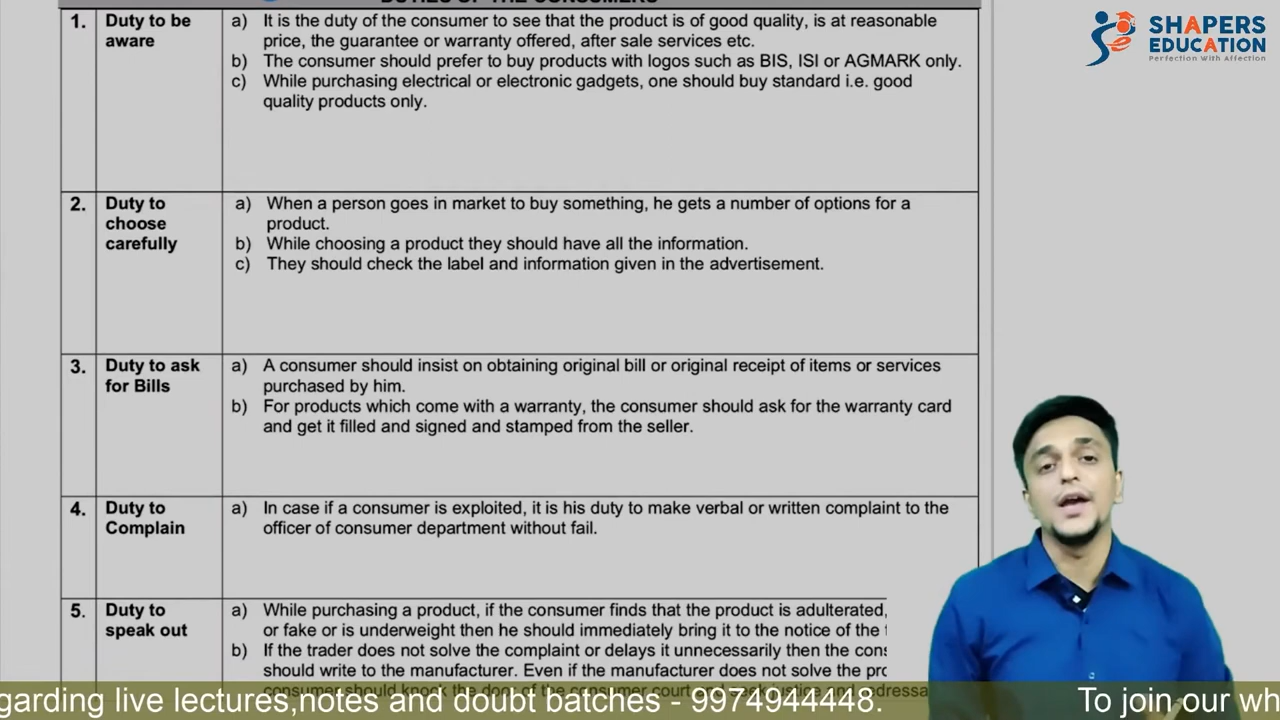 DUTIES OF THE CONSUMERS
1. Duty to be aware
a) It is the duty of the consumer to see that the product is of good quality, is at reasonable
price, the guarantee or warranty offered, after sale services etc.
b) The consumer should prefer to buy products with logos such as BIS, ISI or AGMARK only.
c) While purchasing electrical or electronic gadgets, one should buy standard i.e. good
quality products only.
2. Duty to choose carefully
a) When a person goes in market to buy something, he gets a number of options for a
product.
b) While choosing a product they should have all the information.
c) They should check the label and information given in the advertisement.
3. Duty to ask for Bills
a) A consumer should insist on obtaining original bill or original receipt of items or services
purchased by him.
b) For products which come with a warranty, the consumer should ask for the warranty card
and get it filled and signed and stamped from the seller.
4. Duty to Complain
a) In case if a consumer is exploited, it is his duty to make verbal or written complaint to the
officer of consumer department without fail.
5. Duty to speak out
a) While purchasing a product, if the consumer finds that the product is adulterated,
or fake or is underweight then he should immediately bring it to the notice of the
b) If the trader does not solve the complaint or delays it unnecessarily then the
should write to the manufacturer. Even if the manufacturer does not solve the
consumer should knock the door of the consumer court
SHAPERS
EDUCATION
Perfection With Affection
garding live lectures,notes and doubt batches - 9974944448. To join our wh